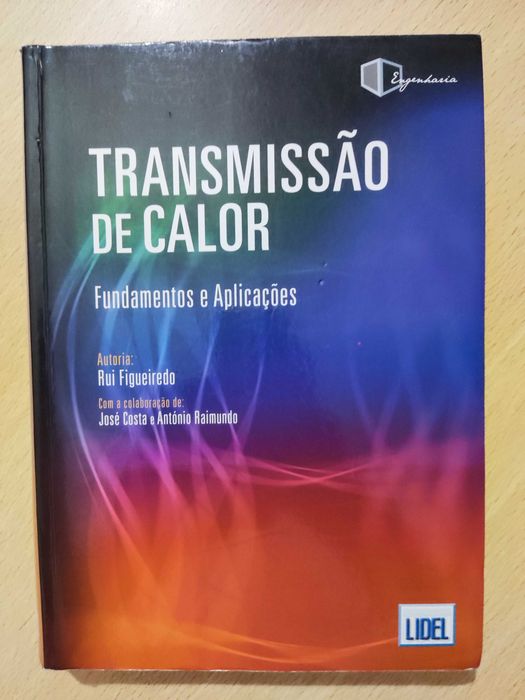 Engenharia
TRANSMISSÃO
DE CALOR
Fundamentos e Aplicações
Autoria:
Rui Figueiredo
Com a colaboração de:
José Costa e António Raimundo
LIDEL